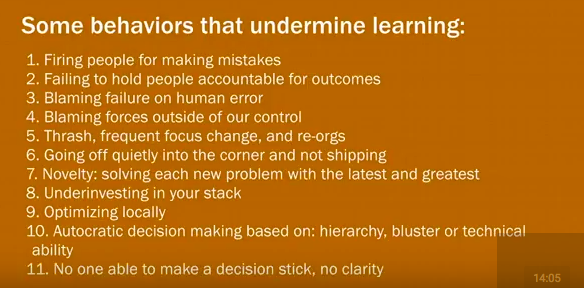 Some behaviors that undermine learning:
1. Firing people for making mistakes
2. Failing to hold people accountable for outcomes
3. Blaming failure on human error
4. Blaming forces outside of our control
5. Thrash, frequent focus change, and re-orgs
6. Going off quietly into the corner and not shipping
7. Novelty: solving each new problem with the latest and greatest
8. Underinvesting in your stack
9. Optimizing locally
10. Autocratic decision making based on: hierarchy, bluster or technical
ability
11. No one able to make a decision stick, no clarity
14:05